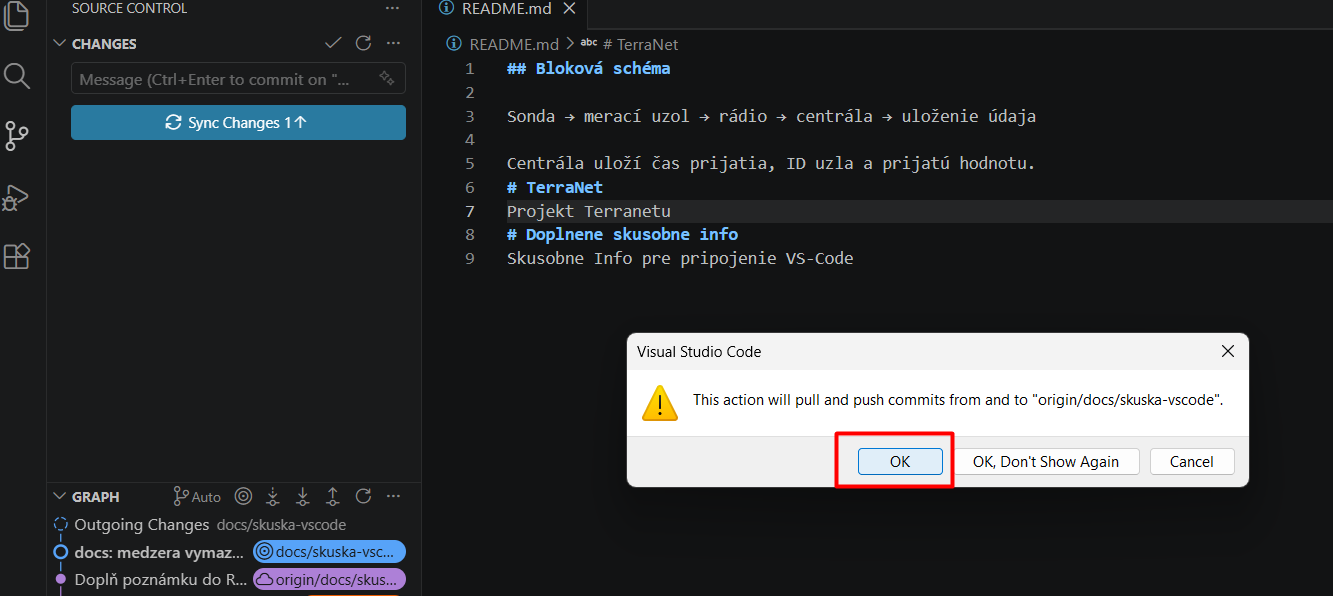 SOURCE CONTROL
CHANGES
Message (Ctrl+Enter to commit on "...
Sync Changes 1↑
README.md
README.md > abc # TerraNet
1 ## Bloková schéma
2
3 Sonda → merací uzol → rádio → centrála → uloženie údaja
4
5 Centrála uloží čas prijatia, ID uzla a prijatú hodnotu.
6 # TerraNet
7 Projekt Terranetu
8 # Doplnene skusobne info
9 Skusobne Info pre pripojenie VS-Code
Visual Studio Code
This action will pull and push commits from and to "origin/docs/skuska-vscode".
OK
OK, Don't Show Again
Cancel
GRAPH
Auto
Outgoing Changes docs/skuska-vscode
docs: medzera vymaz... docs/skuska-vsc...
Doplň poznámku do R... origin/docs/skus...